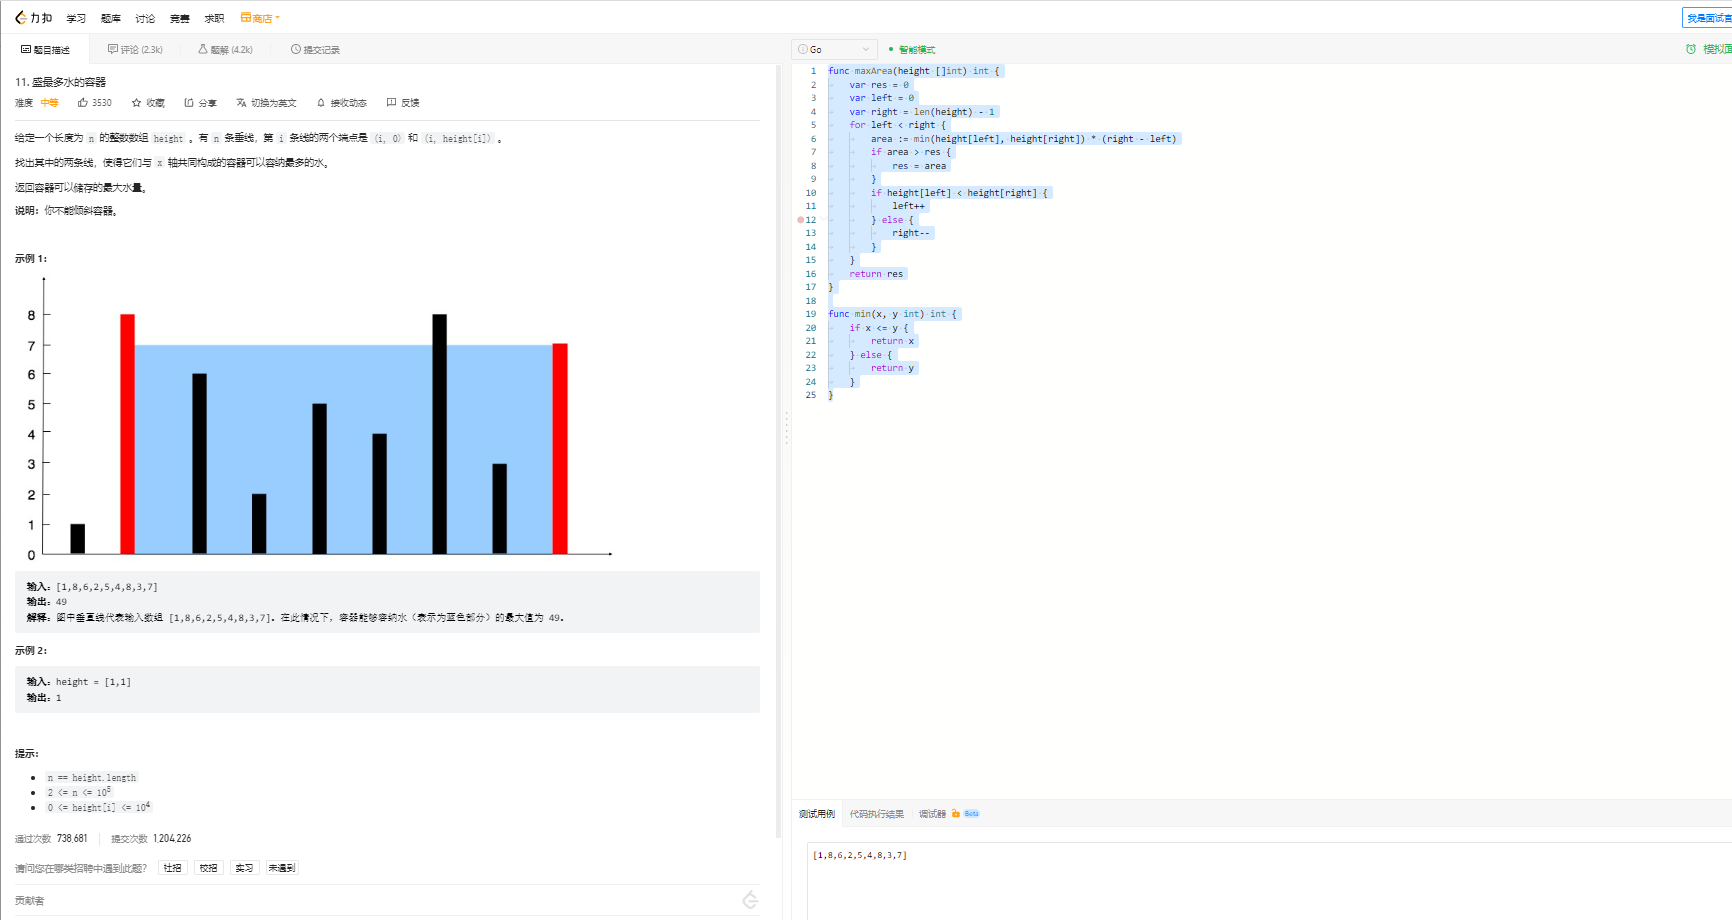 力扣 学习 题库 讨论 竞赛 求职 商店
题目描述 评论 (2.3k) 题解 (4.2k) 提交记录
11. 盛最多水的容器
难度 中等 3530 收藏 分享 切换为英文 接收动态 反馈
给定一个长度为 n 的整数数组 height 。有 n 条垂线，第 i 条线的两个端点是 (i, 0) 和 (i, height[i]) 。
找出其中的两条线，使得它们与 x 轴共同构成的容器可以容纳最多的水。
返回容器可以储存的最大水量。
说明：你不能倾斜容器。
示例 1：
8
7
6
5
4
3
2
1
0
输入：[1,8,6,2,5,4,8,3,7]
输出：49
解释：图中垂直线代表输入数组 [1,8,6,2,5,4,8,3,7]。在此情况下，容器能够容纳水（表示为蓝色部分）的最大值为 49。
示例 2：
输入：height = [1,1]
输出：1
提示：
n == height.length
2 <= n <= 10⁵
0 <= height[i] <= 10⁴
通过次数 738,681 提交次数 1,204,226
请问您在哪类招聘中遇到此题？ 社招 校招 实习 未遇到
贡献者
我是面试官
Go 智能模式 模拟面
1 func maxArea(height []int) int {
2 var res = 0
3 var left = 0
4 var right = len(height) - 1
5 for left < right {
6 area := min(height[left], height[right]) * (right - left)
7 if area > res {
8 res = area
9 }
10 if height[left] < height[right] {
11 left++
12 } else {
13 right--
14 }
15 }
16 return res
17 }
18
19 func min(x, y int) int {
20 if x <= y {
21 return x
22 } else {
23 return y
24 }
25 }
测试用例 代码执行结果 调试器 Beta
[1,8,6,2,5,4,8,3,7]